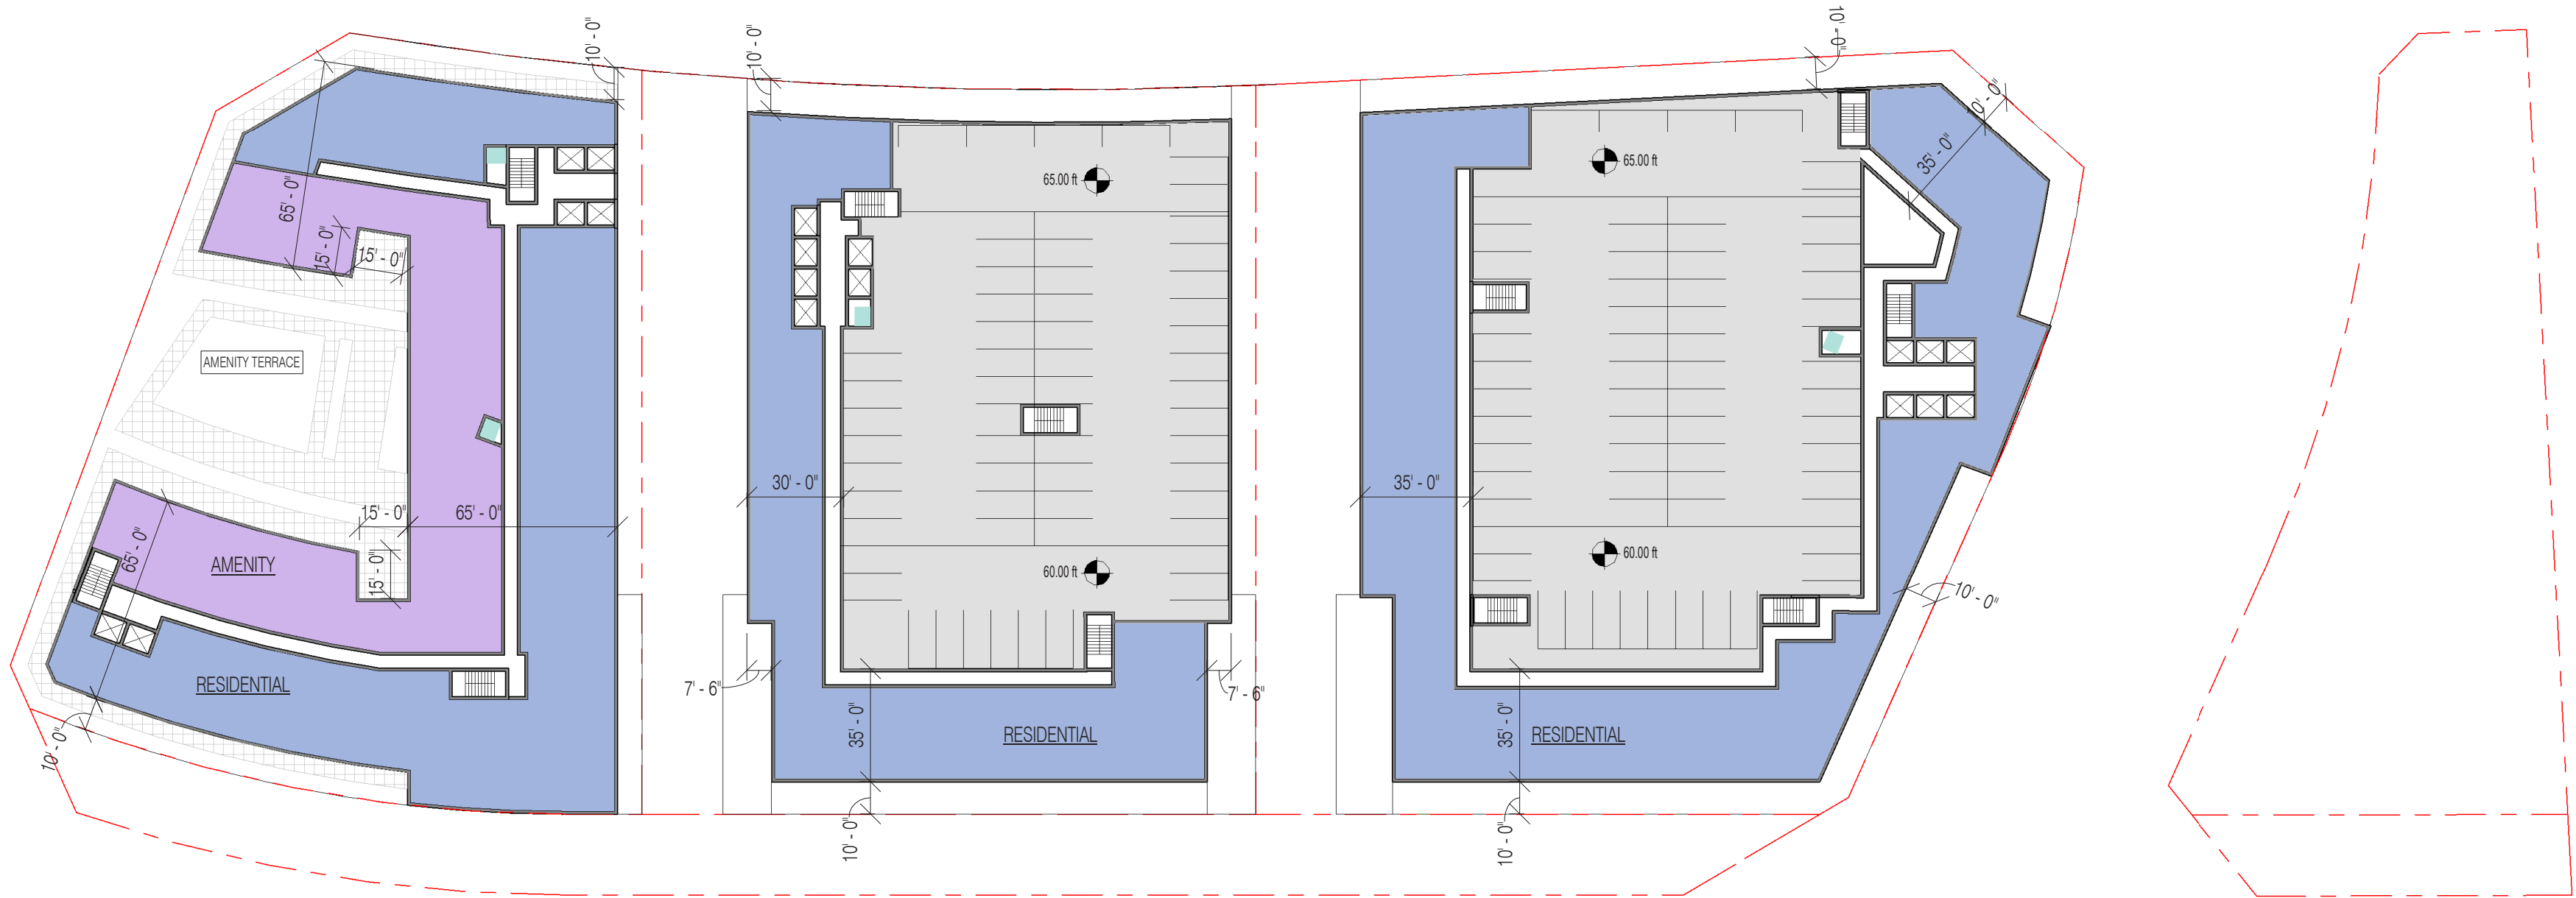 10' - 0"
10' - 0"
10' - 0"
10' - 0"
35' - 0"
65' - 0"
15' - 0"
15' - 0"
65.00 ft
65.00 ft
AMENITY TERRACE
15' - 0"
65' - 0"
30' - 0"
35' - 0"
65' - 0"
AMENITY
15' - 0"
60.00 ft
60.00 ft
10' - 0"
RESIDENTIAL
7' - 6"
7' - 6"
35' - 0"
RESIDENTIAL
35' - 0"
RESIDENTIAL
10' - 0"
10' - 0"
10' - 0"